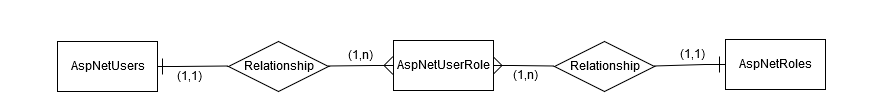 AspNetUsers
(1,1)
Relationship
(1,n)
AspNetUserRole
(1,n)
Relationship
(1,1)
AspNetRoles